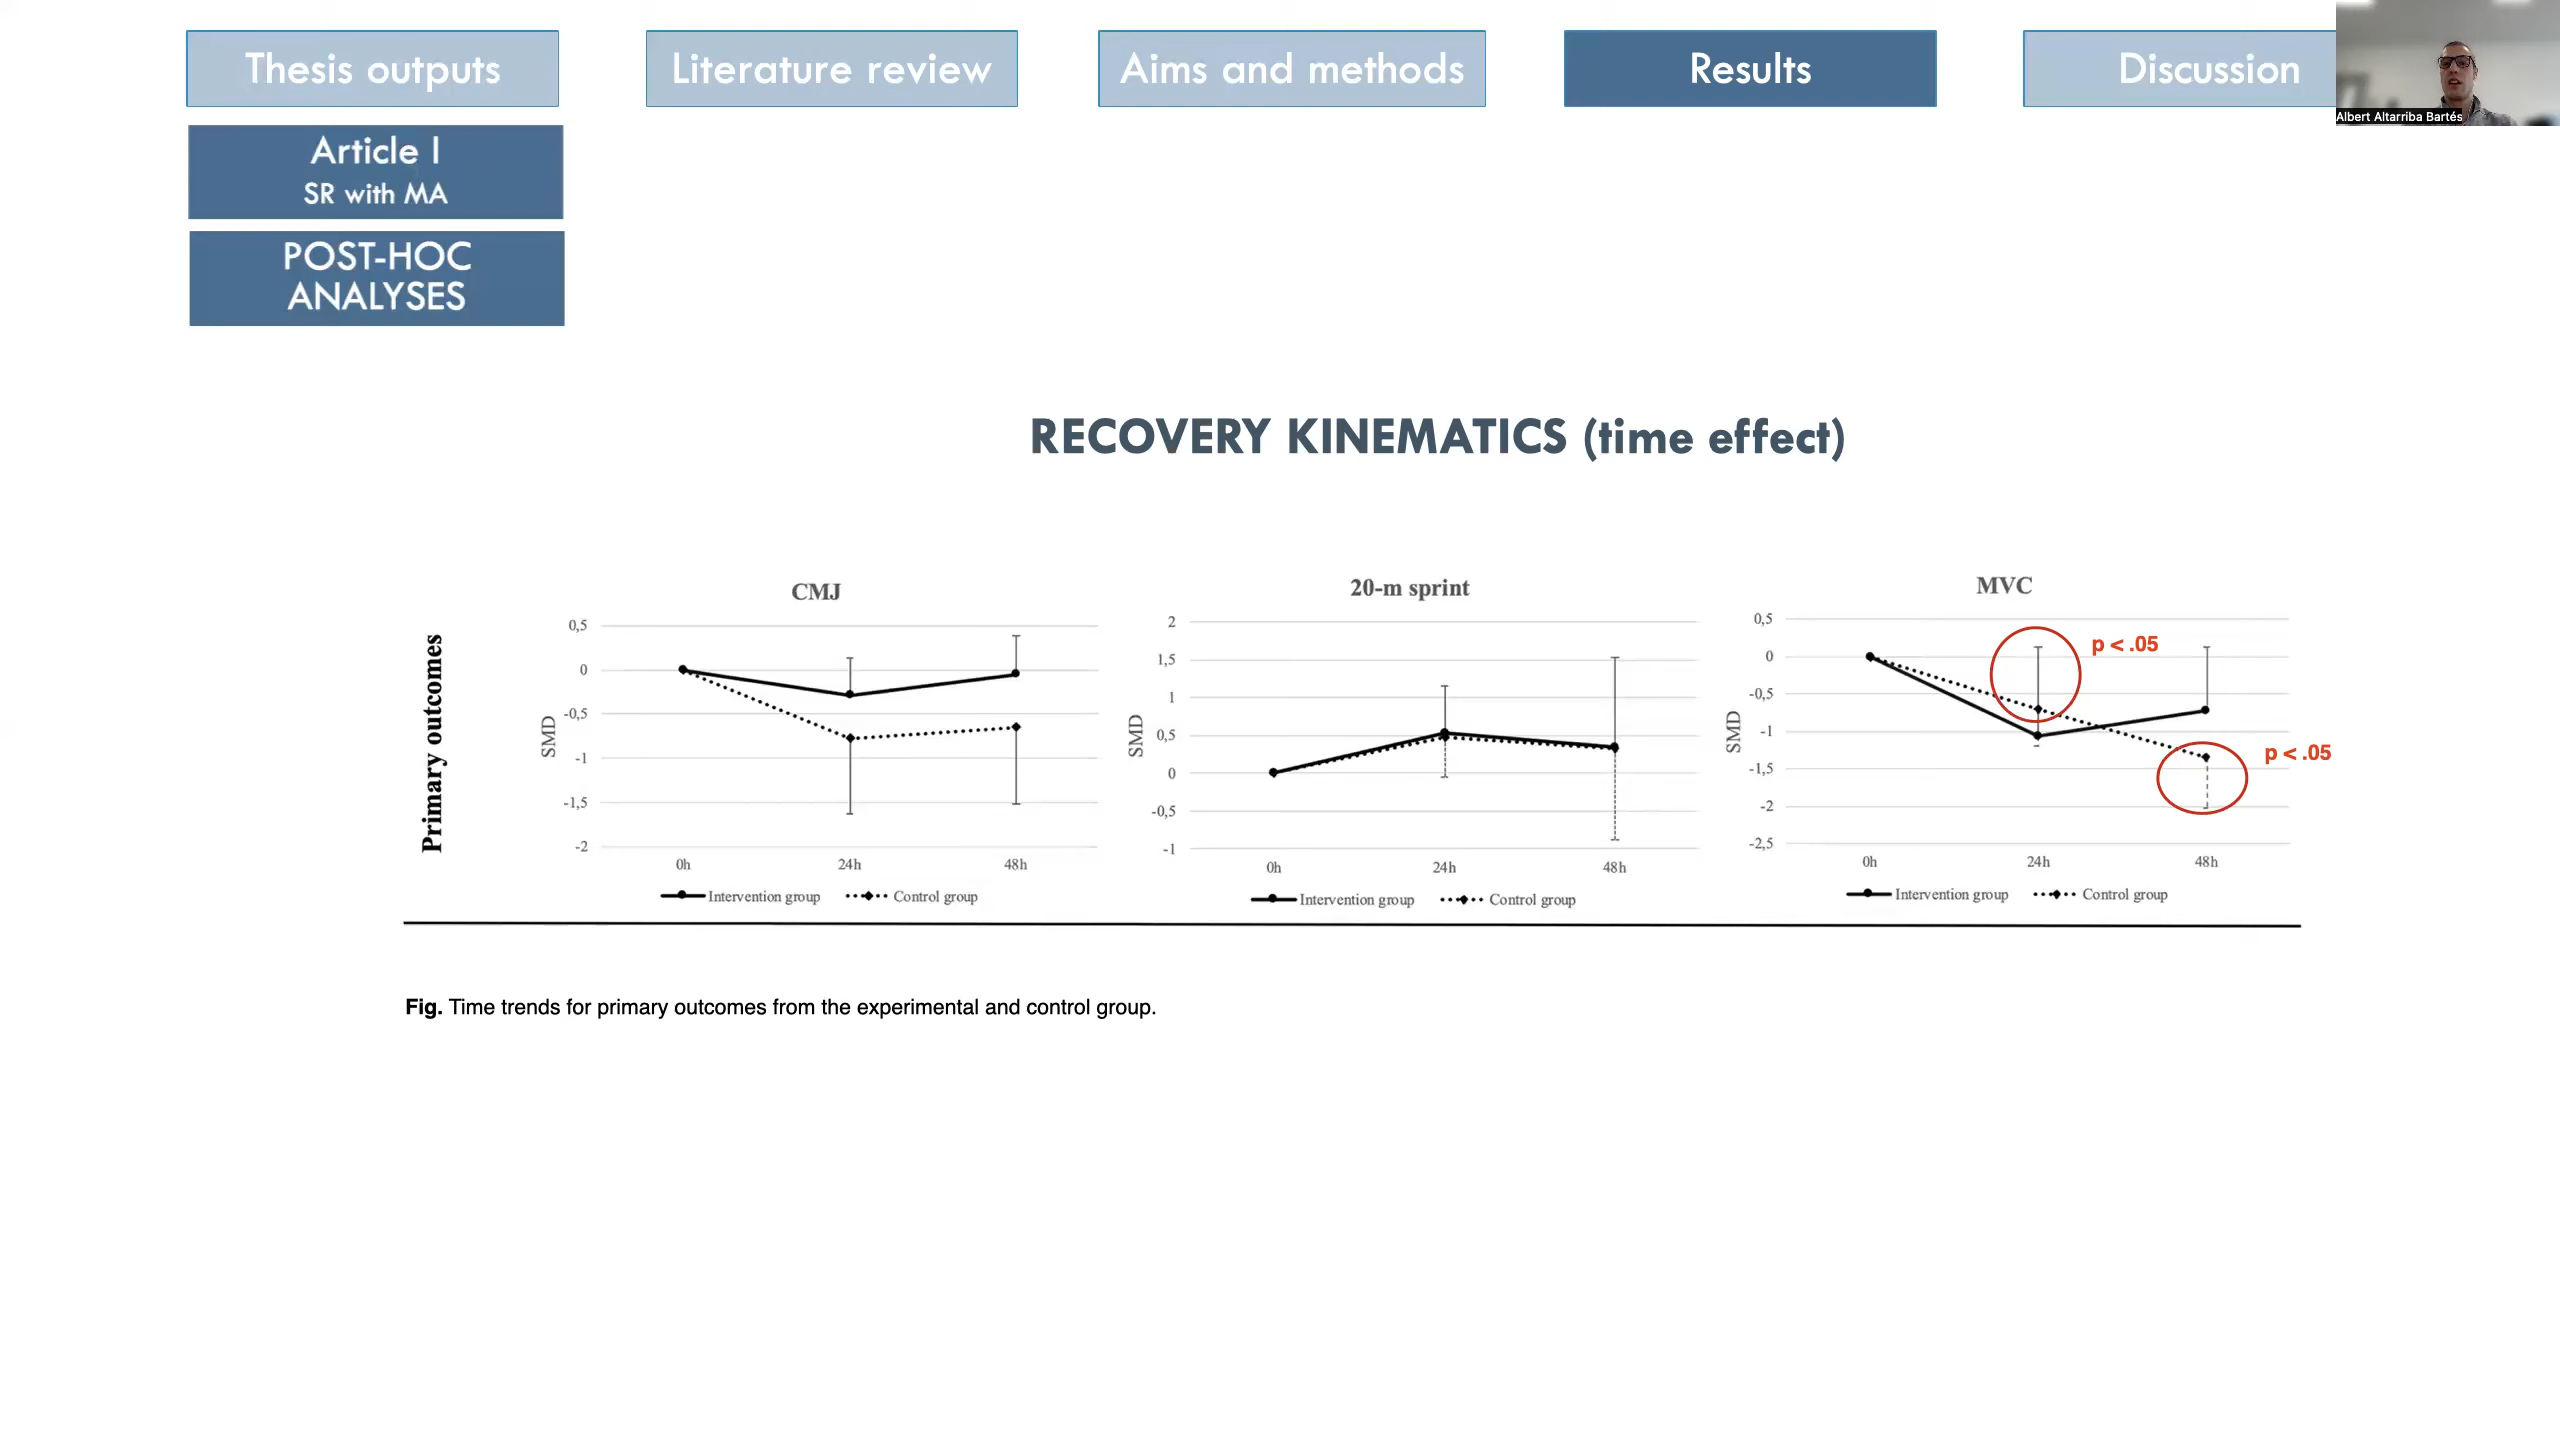 Thesis outputs
Literature review
Aims and methods
Results
Discussion
Albert Altarriba Bartés
Article I
SR with MA
POST-HOC
ANALYSES
RECOVERY KINEMATICS (time effect)
Primary outcomes
CMJ
SMD
0,5
0
-0,5
-1
-1,5
-2
0h
24h
48h
Intervention group
Control group
20-m sprint
SMD
2
1,5
1
0,5
0
-0,5
-1
0h
24h
48h
Intervention group
Control group
MVC
SMD
0,5
0
-0,5
-1
-1,5
-2
-2,5
p < .05
p < .05
0h
24h
48h
Intervention group
Control group
Fig. Time trends for primary outcomes from the experimental and control group.